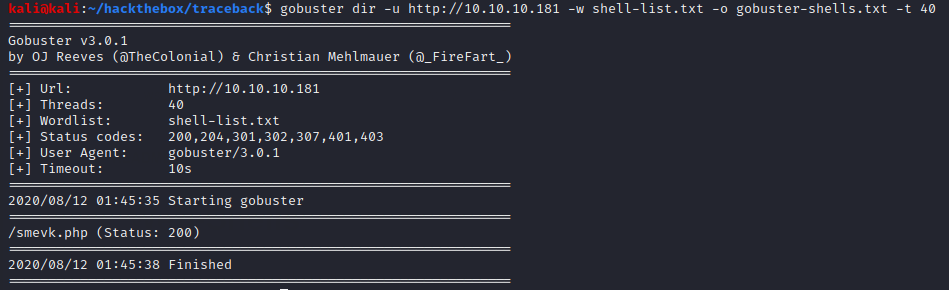 kali@kali:~/hackthebox/traceback$ gobuster dir -u http://10.10.10.181 -w shell-list.txt -o gobuster-shells.txt -t 40
===============================================================
Gobuster v3.0.1
by OJ Reeves (@TheColonial) & Christian Mehlmauer (@_FireFart_)
===============================================================
[+] Url:            http://10.10.10.181
[+] Threads:        40
[+] Wordlist:       shell-list.txt
[+] Status codes:   200,204,301,302,307,401,403
[+] User Agent:     gobuster/3.0.1
[+] Timeout:        10s
===============================================================
2020/08/12 01:45:35 Starting gobuster
===============================================================
/smevk.php (Status: 200)
===============================================================
2020/08/12 01:45:38 Finished
===============================================================